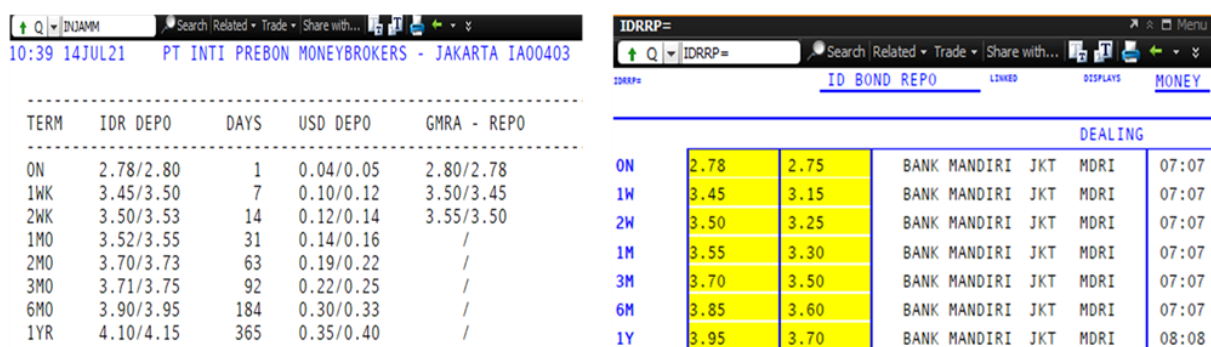 INJAMM Search Related Trade Share with...
10:39 14JUL21 PT INTI PREBON MONEYBROKERS - JAKARTA IA00403
TERM IDR DEPO DAYS USD DEPO GMRA - REPO
ON 2.78/2.80 1 0.04/0.05 2.80/2.78
1WK 3.45/3.50 7 0.10/0.12 3.50/3.45
2WK 3.50/3.53 14 0.12/0.14 3.55/3.50
1MO 3.52/3.55 31 0.14/0.16 /
2MO 3.70/3.73 63 0.19/0.22 /
3MO 3.71/3.75 92 0.22/0.25 /
6MO 3.90/3.95 184 0.30/0.33 /
1YR 4.10/4.15 365 0.35/0.40 /
IDRRP= Menu
IDRRP= Search Related Trade Share with...
IDRRP= ID BOND REPO LINKED DISPLAYS MONEY
DEALING
ON 2.78 2.75 BANK MANDIRI JKT MDRI 07:07
1W 3.45 3.15 BANK MANDIRI JKT MDRI 07:07
2W 3.50 3.25 BANK MANDIRI JKT MDRI 07:07
1M 3.55 3.30 BANK MANDIRI JKT MDRI 07:07
3M 3.70 3.50 BANK MANDIRI JKT MDRI 07:07
6M 3.85 3.60 BANK MANDIRI JKT MDRI 07:07
1Y 3.95 3.70 BANK MANDIRI JKT MDRI 08:08